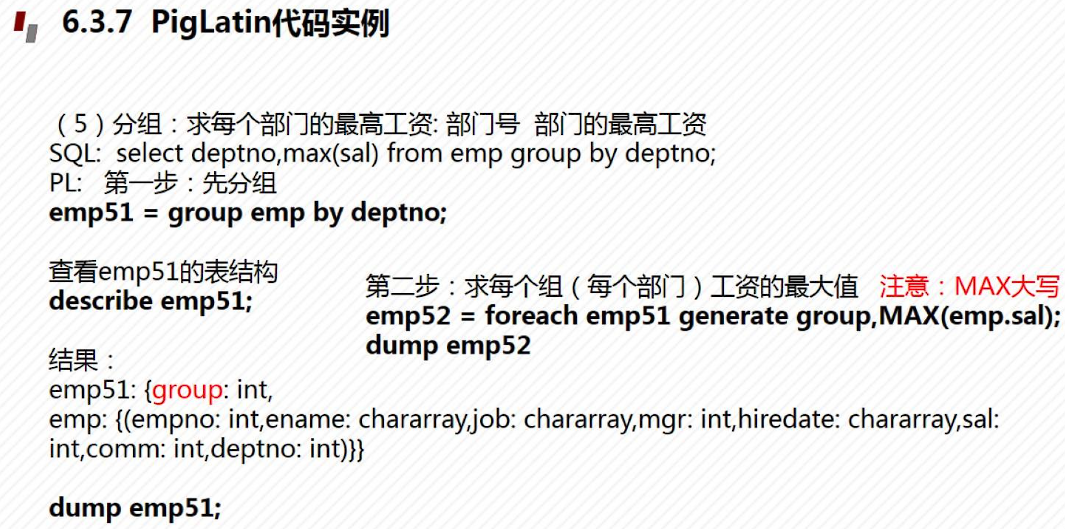 6.3.7 PigLatin代码实例
（5）分组：求每个部门的最高工资: 部门号 部门的最高工资
SQL: select deptno,max(sal) from emp group by deptno;
PL: 第一步：先分组
emp51 = group emp by deptno;
查看emp51的表结构
describe emp51;
第二步：求每个组（每个部门）工资的最大值 注意：MAX大写
emp52 = foreach emp51 generate group,MAX(emp.sal);
dump emp52
结果：
emp51: {group: int,
emp: {(empno: int,ename: chararray,job: chararray,mgr: int,hiredate: chararray,sal:
int,comm: int,deptno: int)}}
dump emp51;